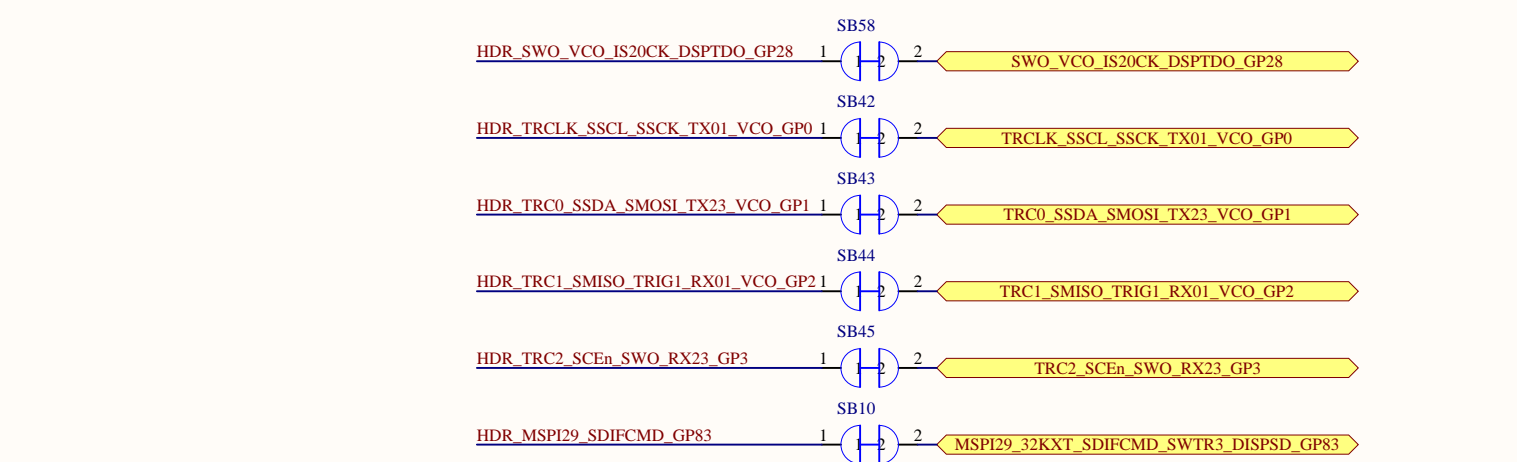 SB58
HDR_SWO_VCO_IS20CK_DSPTDO_GP28 1 1 2 2 SWO_VCO_IS20CK_DSPTDO_GP28
SB42
HDR_TRCLK_SSCL_SSCK_TX01_VCO_GP0 1 1 2 2 TRCLK_SSCL_SSCK_TX01_VCO_GP0
SB43
HDR_TRC0_SSDA_SMOSI_TX23_VCO_GP1 1 1 2 2 TRC0_SSDA_SMOSI_TX23_VCO_GP1
SB44
HDR_TRC1_SMISO_TRIG1_RX01_VCO_GP2 1 1 2 2 TRC1_SMISO_TRIG1_RX01_VCO_GP2
SB45
HDR_TRC2_SCEn_SWO_RX23_GP3 1 1 2 2 TRC2_SCEn_SWO_RX23_GP3
SB10
HDR_MSPI29_SDIFCMD_GP83 1 1 2 2 MSPI29_32KXT_SDIFCMD_SWTR3_DISPSD_GP83